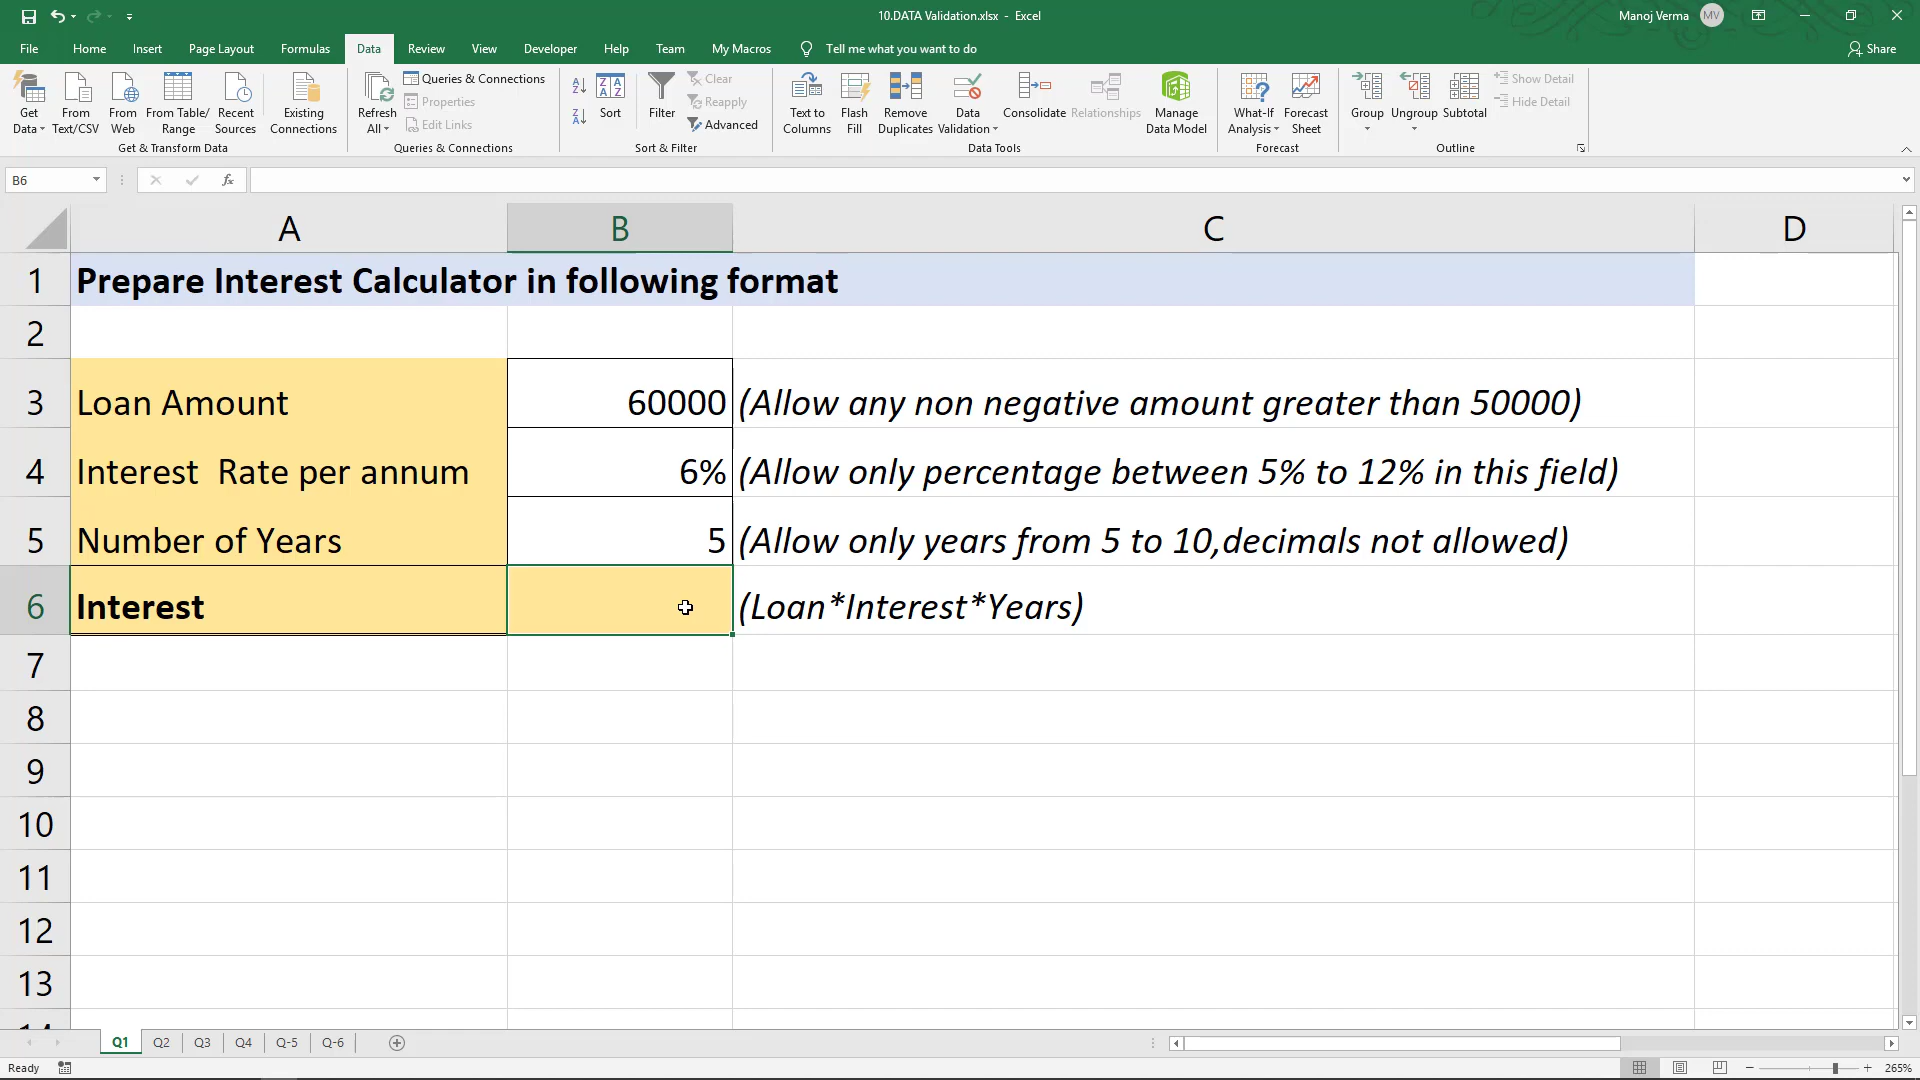 10.DATA Validation.xlsx - Excel
Manoj Verma MV
File Home Insert Page Layout Formulas Data Review View Developer Help Team My Macros Tell me what you want to do Share
Get Data
From Text/CSV
From Web
From Table/ Range
Recent Sources
Existing Connections
Get & Transform Data
Refresh All
Queries & Connections
Properties
Edit Links
Queries & Connections
Sort
Filter
Clear
Reapply
Advanced
Sort & Filter
Text to Columns
Flash Fill
Remove Duplicates
Data Validation
Consolidate
Relationships
Manage Data Model
Data Tools
What-If Analysis
Forecast Sheet
Forecast
Group
Ungroup
Subtotal
Show Detail
Hide Detail
Outline
B6
fx
A B C D
1 Prepare Interest Calculator in following format
2
3 Loan Amount 60000 (Allow any non negative amount greater than 50000)
4 Interest Rate per annum 6% (Allow only percentage between 5% to 12% in this field)
5 Number of Years 5 (Allow only years from 5 to 10,decimals not allowed)
6 Interest (Loan*Interest*Years)
7
8
9
10
11
12
13
14
Q1 Q2 Q3 Q4 Q-5 Q-6
Ready
265%